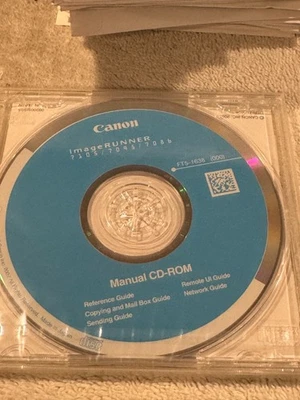 Canon
imageRUNNER
7105/7095/7086
FT5-1636 (000)
Manual CD-ROM
Reference Guide
Copying and Mail Box Guide
Sending Guide
Remote UI Guide
Network Guide